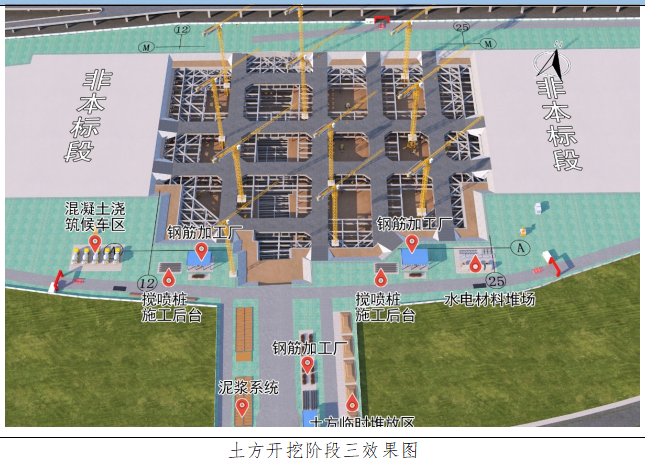 12
25
M
M
非本标段
非本标段
混凝土浇
筑候车区
钢筋加工厂
钢筋加工厂
A
12
25
搅喷桩
施工后台
搅喷桩
施工后台
水电材料堆场
钢筋加工厂
泥浆系统
土方临时堆放区
土方开挖阶段三效果图